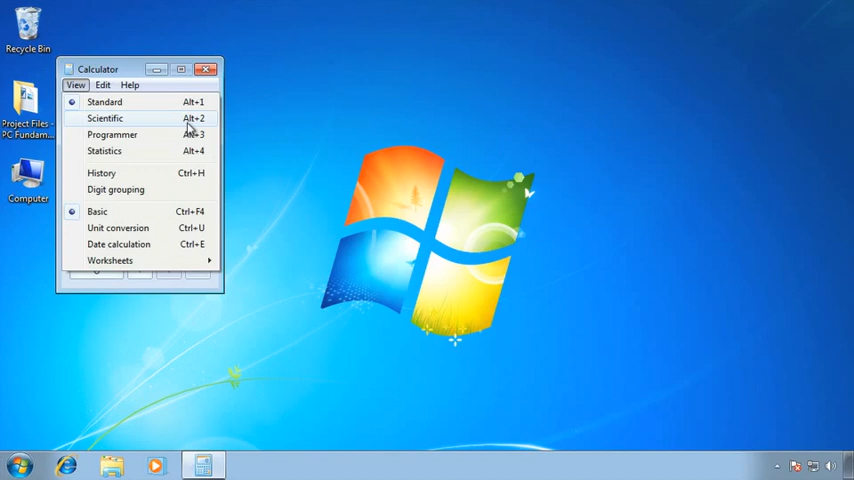 Recycle Bin
Calculator
View Edit Help
Standard Alt+1
Scientific Alt+2
Programmer Alt+3
Statistics Alt+4
History Ctrl+H
Digit grouping
Basic Ctrl+F4
Unit conversion Ctrl+U
Date calculation Ctrl+E
Worksheets
Project Files -
PC Fundam...
Computer